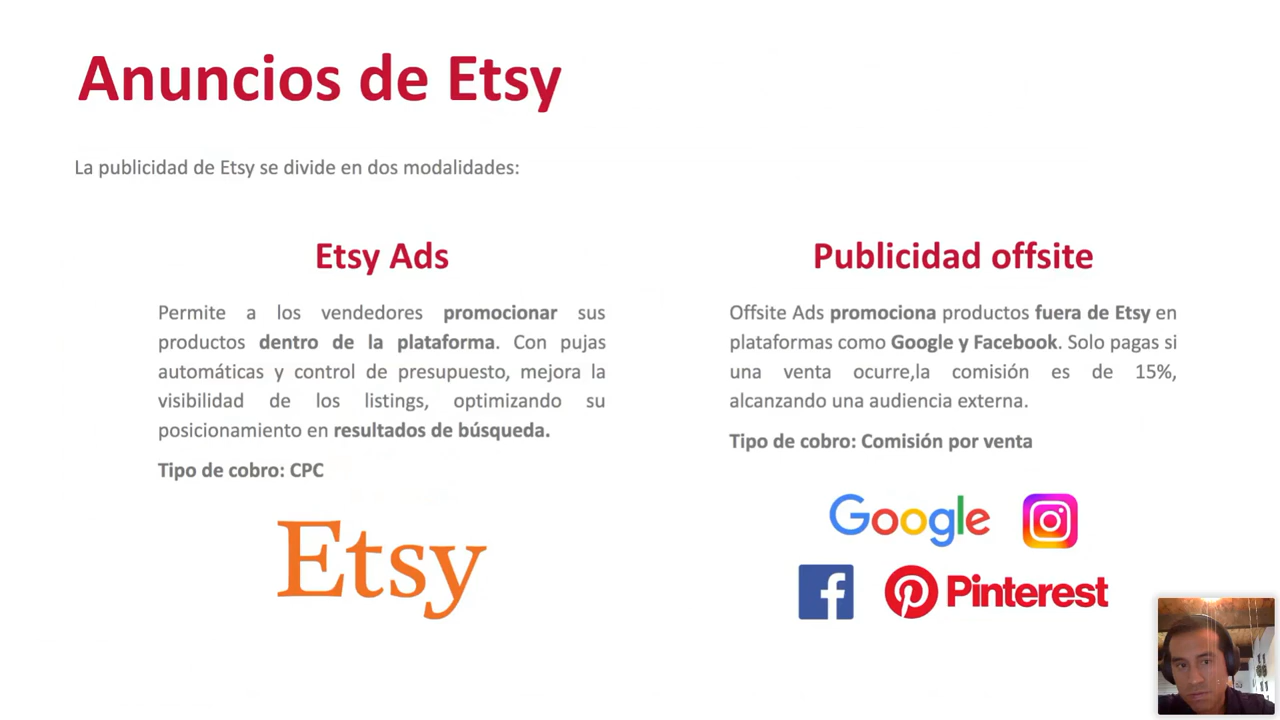 Anuncios de Etsy
La publicidad de Etsy se divide en dos modalidades:
Etsy Ads
Permite a los vendedores promocionar sus
productos dentro de la plataforma. Con pujas
automáticas y control de presupuesto, mejora la
visibilidad de los listings, optimizando su
posicionamiento en resultados de búsqueda.
Tipo de cobro: CPC
Etsy
Publicidad offsite
Offsite Ads promociona productos fuera de Etsy en
plataformas como Google y Facebook. Solo pagas si
una venta ocurre,la comisión es de 15%,
alcanzando una audiencia externa.
Tipo de cobro: Comisión por venta
Google
Pinterest